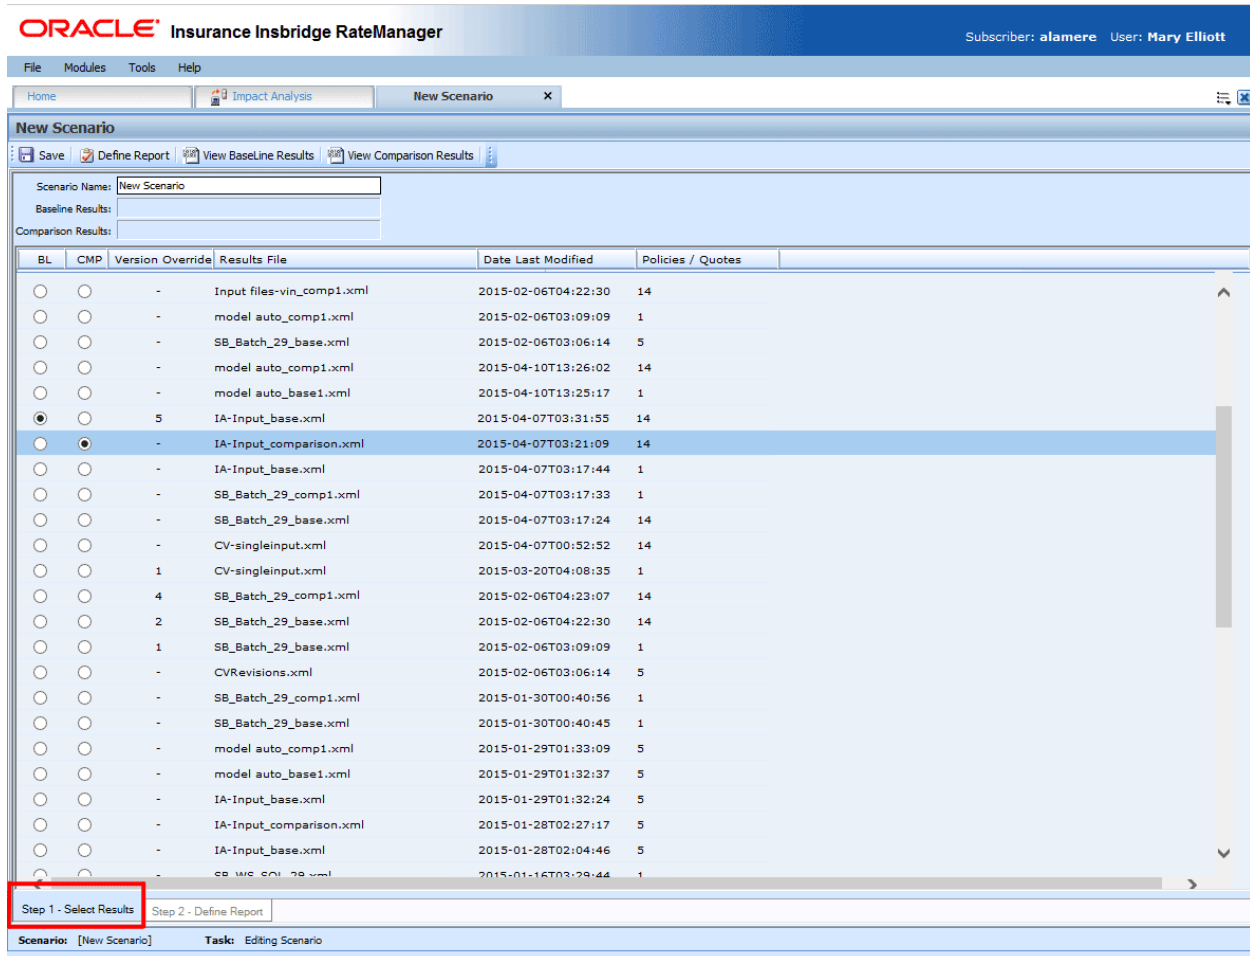 ORACLE Insurance Insbridge RateManager
Subscriber: alamere User: Mary Elliott
File Modules Tools Help
Home Impact Analysis New Scenario x
New Scenario
Save Define Report View BaseLine Results View Comparison Results
Scenario Name: New Scenario
Baseline Results:
Comparison Results:
BL CMP Version Override Results File Date Last Modified Policies / Quotes
- Input files-vin_comp1.xml 2015-02-06T04:22:30 14
- model auto_comp1.xml 2015-02-06T03:09:09 1
- SB_Batch_29_base.xml 2015-02-06T03:06:14 5
- model auto_comp1.xml 2015-04-10T13:26:02 14
- model auto_base1.xml 2015-04-10T13:25:17 1
5 IA-Input_base.xml 2015-04-07T03:31:55 14
- IA-Input_comparison.xml 2015-04-07T03:21:09 14
- IA-Input_base.xml 2015-04-07T03:17:44 1
- SB_Batch_29_comp1.xml 2015-04-07T03:17:33 1
- SB_Batch_29_base.xml 2015-04-07T03:17:24 14
- CV-singleinput.xml 2015-04-07T00:52:52 14
1 CV-singleinput.xml 2015-03-20T04:08:35 1
4 SB_Batch_29_comp1.xml 2015-02-06T04:23:07 14
2 SB_Batch_29_base.xml 2015-02-06T04:22:30 14
1 SB_Batch_29_base.xml 2015-02-06T03:09:09 1
- CVRevisions.xml 2015-02-06T03:06:14 5
- SB_Batch_29_comp1.xml 2015-01-30T00:40:56 1
- SB_Batch_29_base.xml 2015-01-30T00:40:45 1
- model auto_comp1.xml 2015-01-29T01:33:09 5
- model auto_base1.xml 2015-01-29T01:32:37 5
- IA-Input_base.xml 2015-01-29T01:32:24 5
- IA-Input_comparison.xml 2015-01-28T02:27:17 5
- IA-Input_base.xml 2015-01-28T02:04:46 5
- SB_WS_SQL_29.xml 2015-01-16T03:29:44 1
Step 1 - Select Results Step 2 - Define Report
Scenario: [New Scenario] Task: Editing Scenario